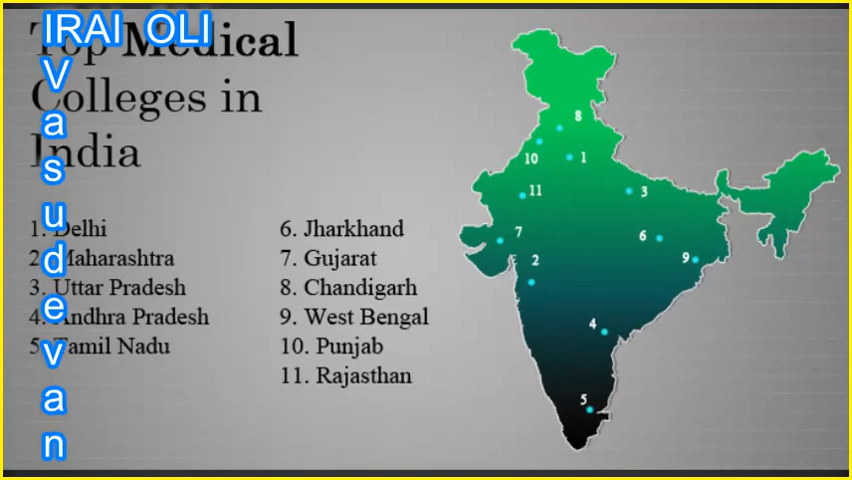 IRAI OLI
Vasudevan
Top Medical
Colleges in
India
1. Delhi
2. Maharashtra
3. Uttar Pradesh
4. Andhra Pradesh
5. Tamil Nadu
6. Jharkhand
7. Gujarat
8. Chandigarh
9. West Bengal
10. Punjab
11. Rajasthan
8
10
1
11
3
7
6
2
9
4
5